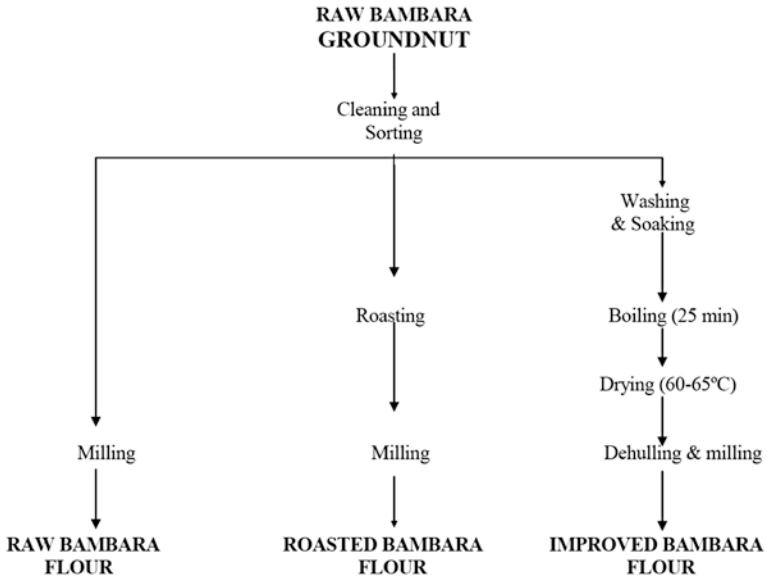 RAW BAMBARA
GROUNDNUT
Cleaning and
Sorting
Washing
& Soaking
Roasting
Boiling (25 min)
Drying (60-65ºC)
Milling
Milling
Dehulling & milling
RAW BAMBARA
FLOUR
ROASTED BAMBARA
FLOUR
IMPROVED BAMBARA
FLOUR